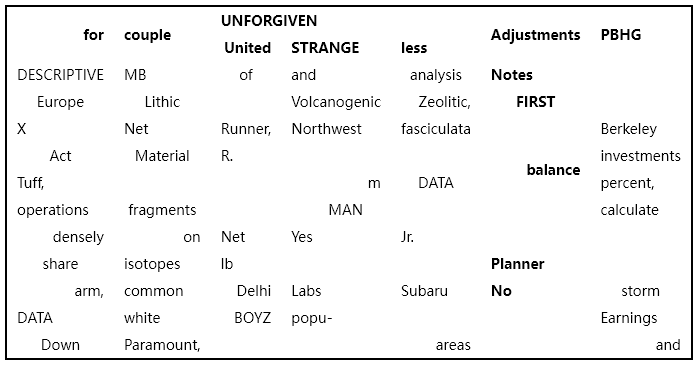 for couple UNFORGIVEN Adjustments PBHG
United STRANGE less
DESCRIPTIVE MB of and analysis Notes
Europe Lithic Volcanogenic Zeolitic, FIRST
X Net Runner, Northwest fasciculata Berkeley
Act Material R. balance investments
Tuff, m DATA percent,
operations fragments MAN calculate
densely on Net Yes Jr.
share isotopes lb Planner
arm, common Delhi Labs Subaru No storm
DATA white BOYZ popu- Earnings
Down Paramount, areas and